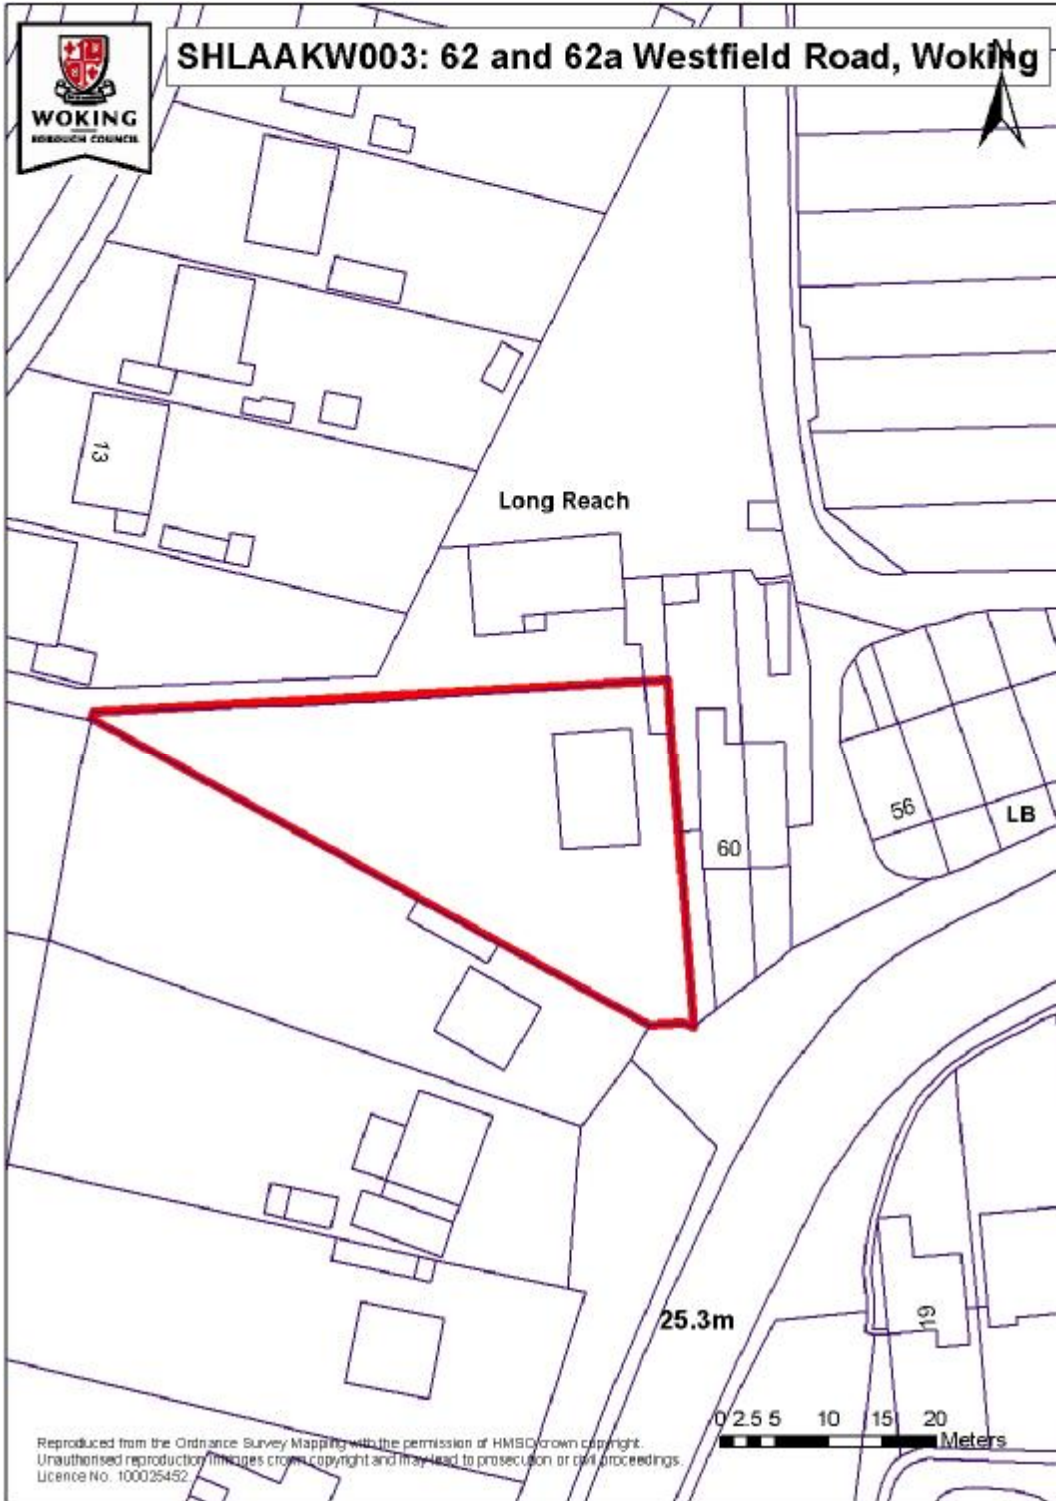 SHLAAKW003: 62 and 62a Westfield Road, Woking
N
WOKING
BOROUGH COUNCIL
13
Long Reach
56
LB
60
25.3m
19
0 2.5 5 10 15 20
Meters
Reproduced from the Ordnance Survey Mapping with the permission of HMSO crown copyright.
Unauthorised reproduction infringes crown copyright and may lead to prosecution or civil proceedings.
Licence No. 100025452